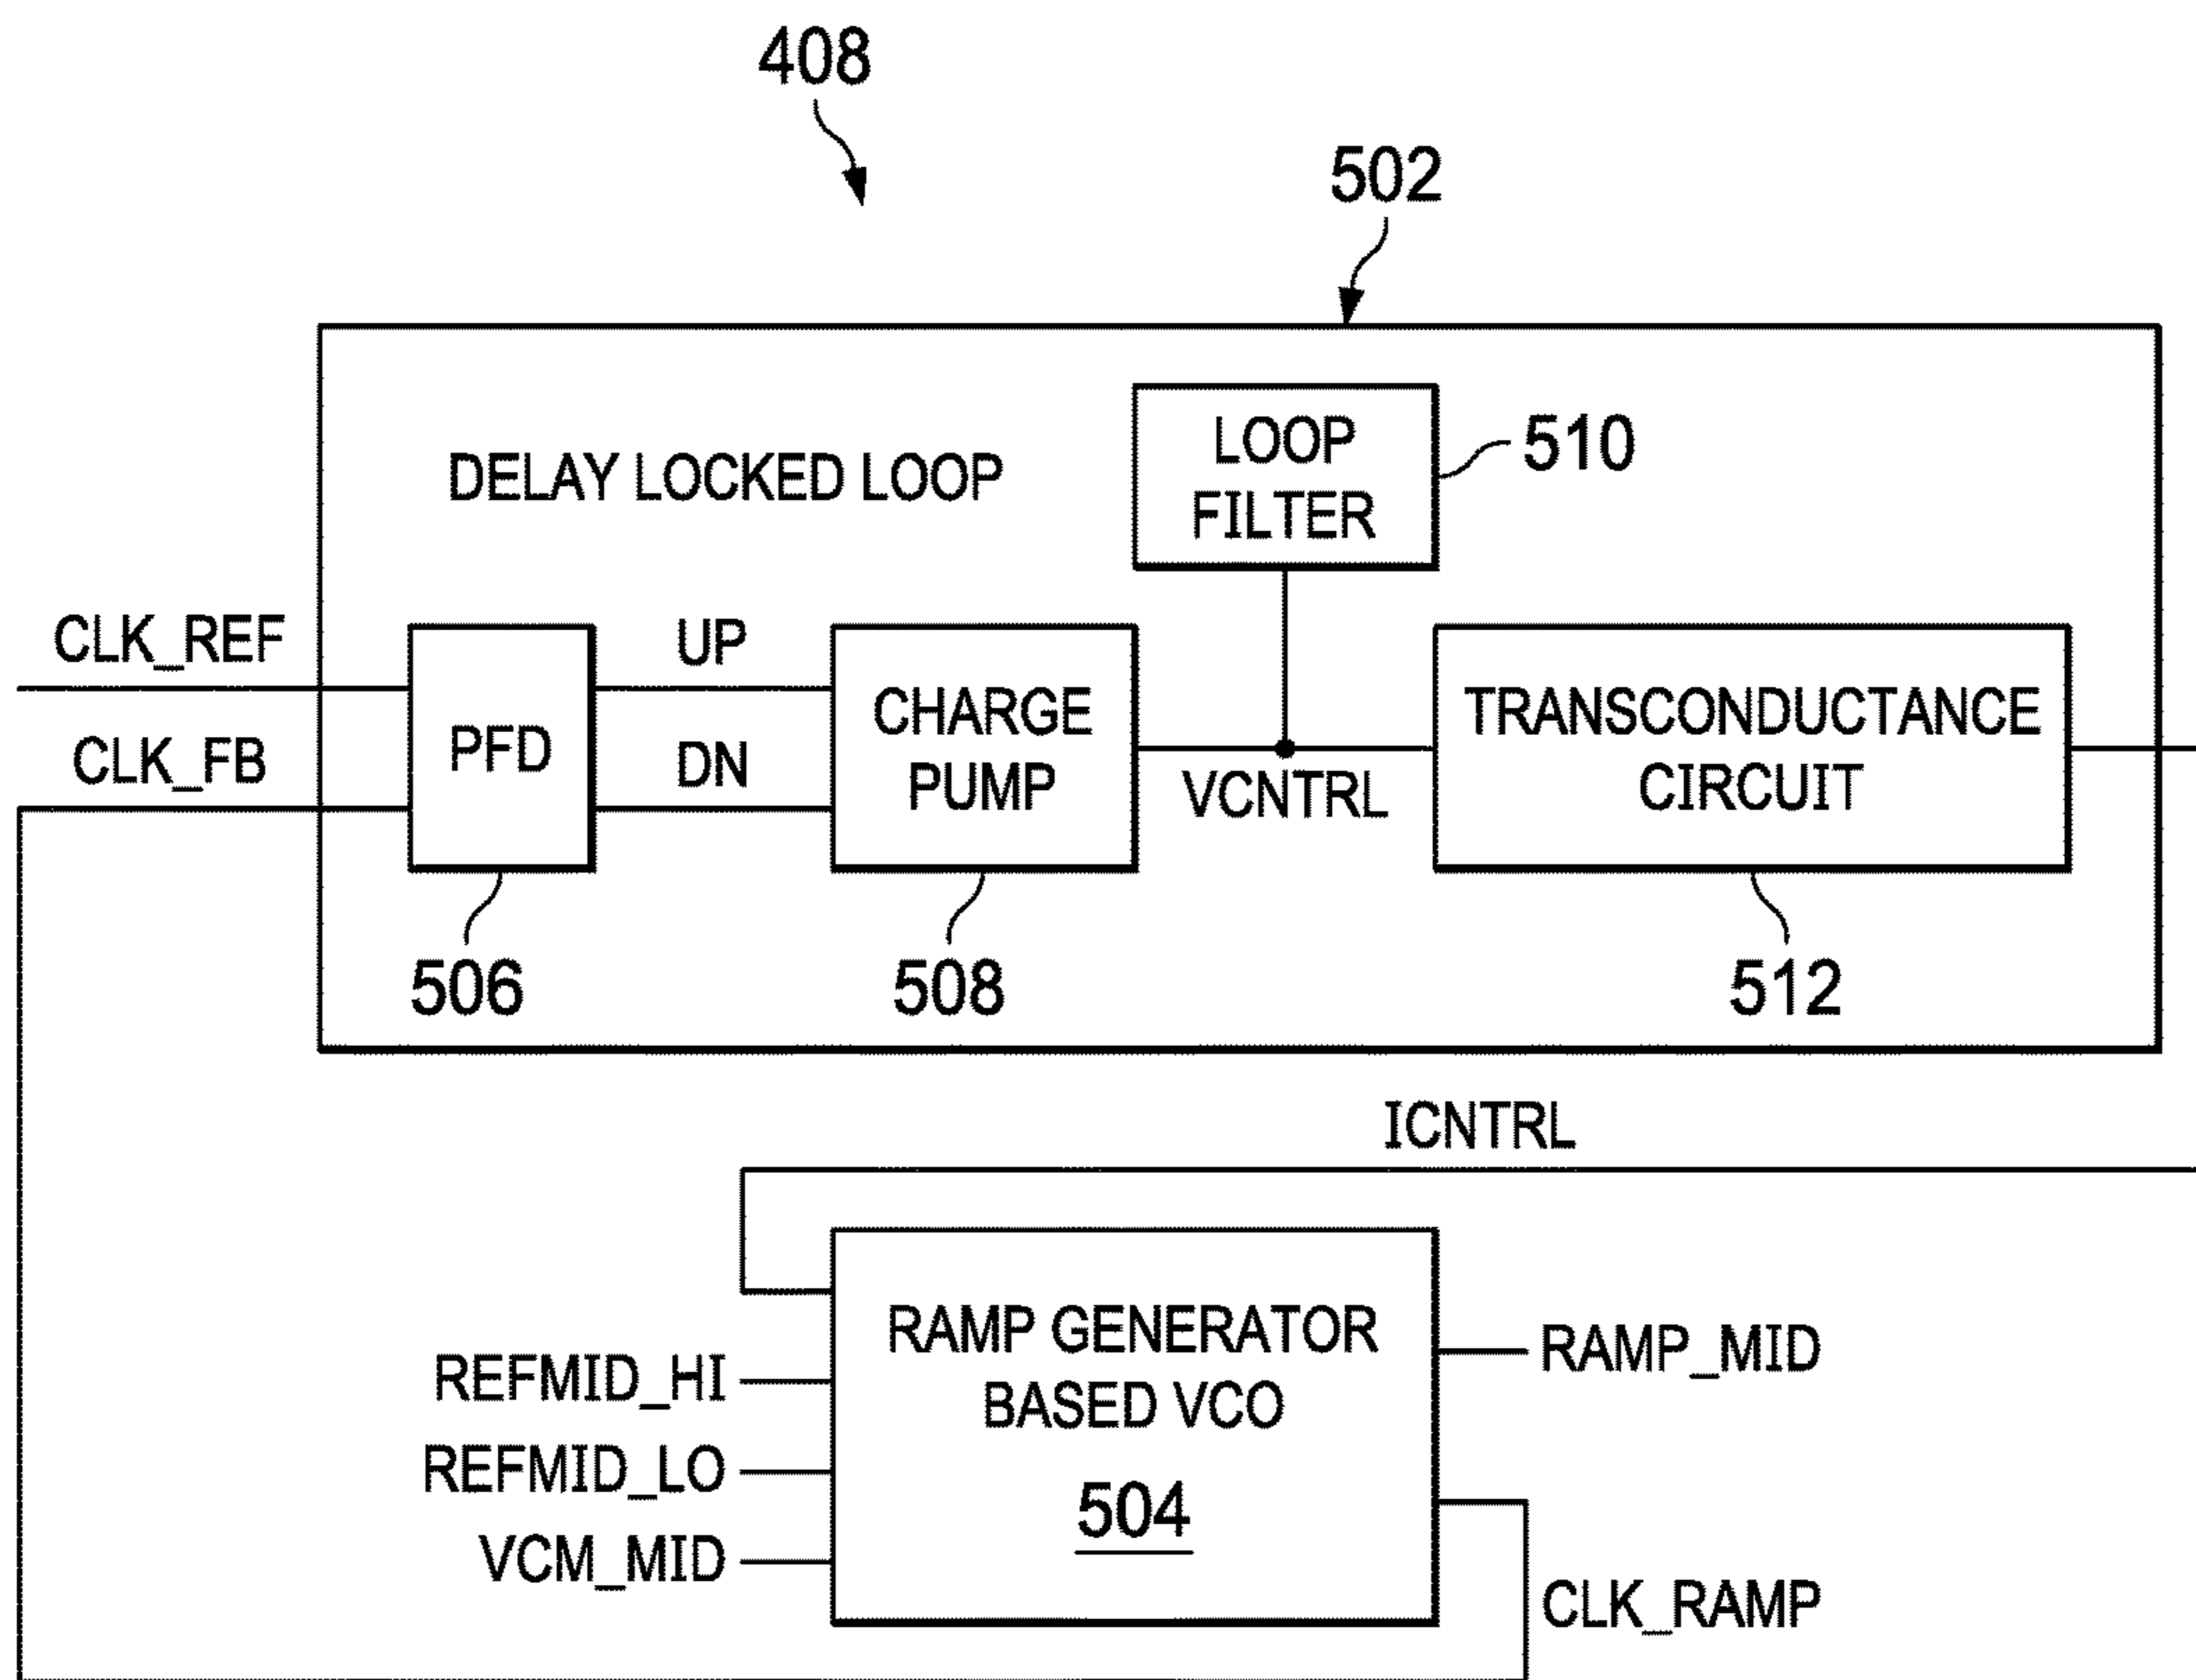 408
502
DELAY LOCKED LOOP
LOOP
FILTER
510
CLK_REF
UP
CLK_FB
PFD
DN
CHARGE
PUMP
VCNTRL
TRANSCONDUCTANCE
CIRCUIT
506
508
512
ICNTRL
RAMP GENERATOR
BASED VCO
504
REFMID_HI
REFMID_LO
VCM_MID
RAMP_MID
CLK_RAMP